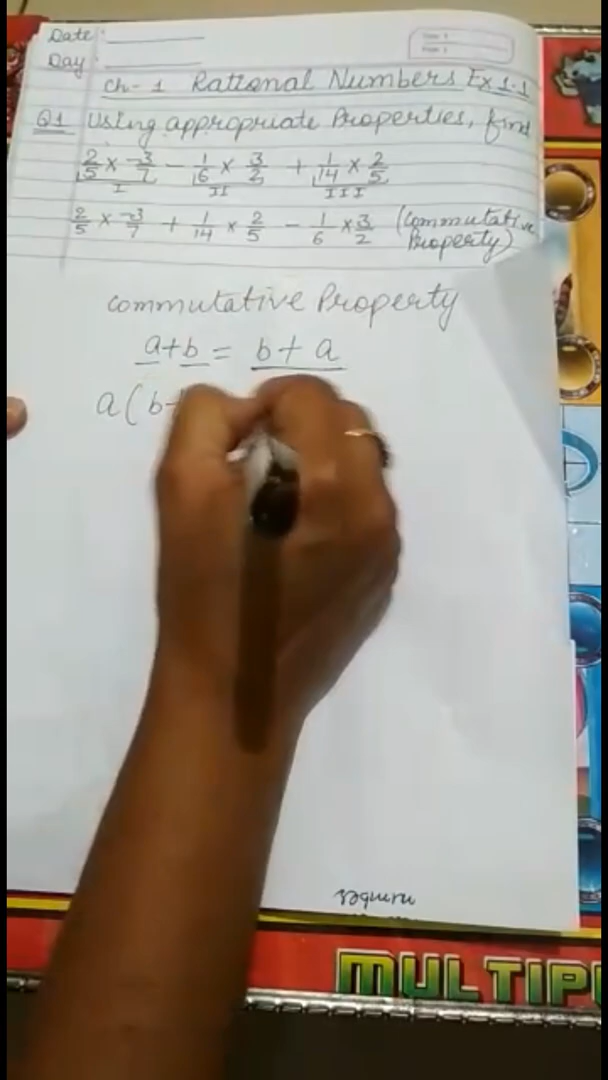 Date:
Day:
Ch- 1 Rational Numbers Ex 1.1
Q1 Using appropriate Properties, find
2/5 × -3/7 - 1/6 × 3/2 + 1/14 × 2/5
I II III
2/5 × -3/7 + 1/14 × 2/5 - 1/6 × 3/2 (Commutative
Property)
Commutative Property
a+b = b+ a
a( b+
MULTIP